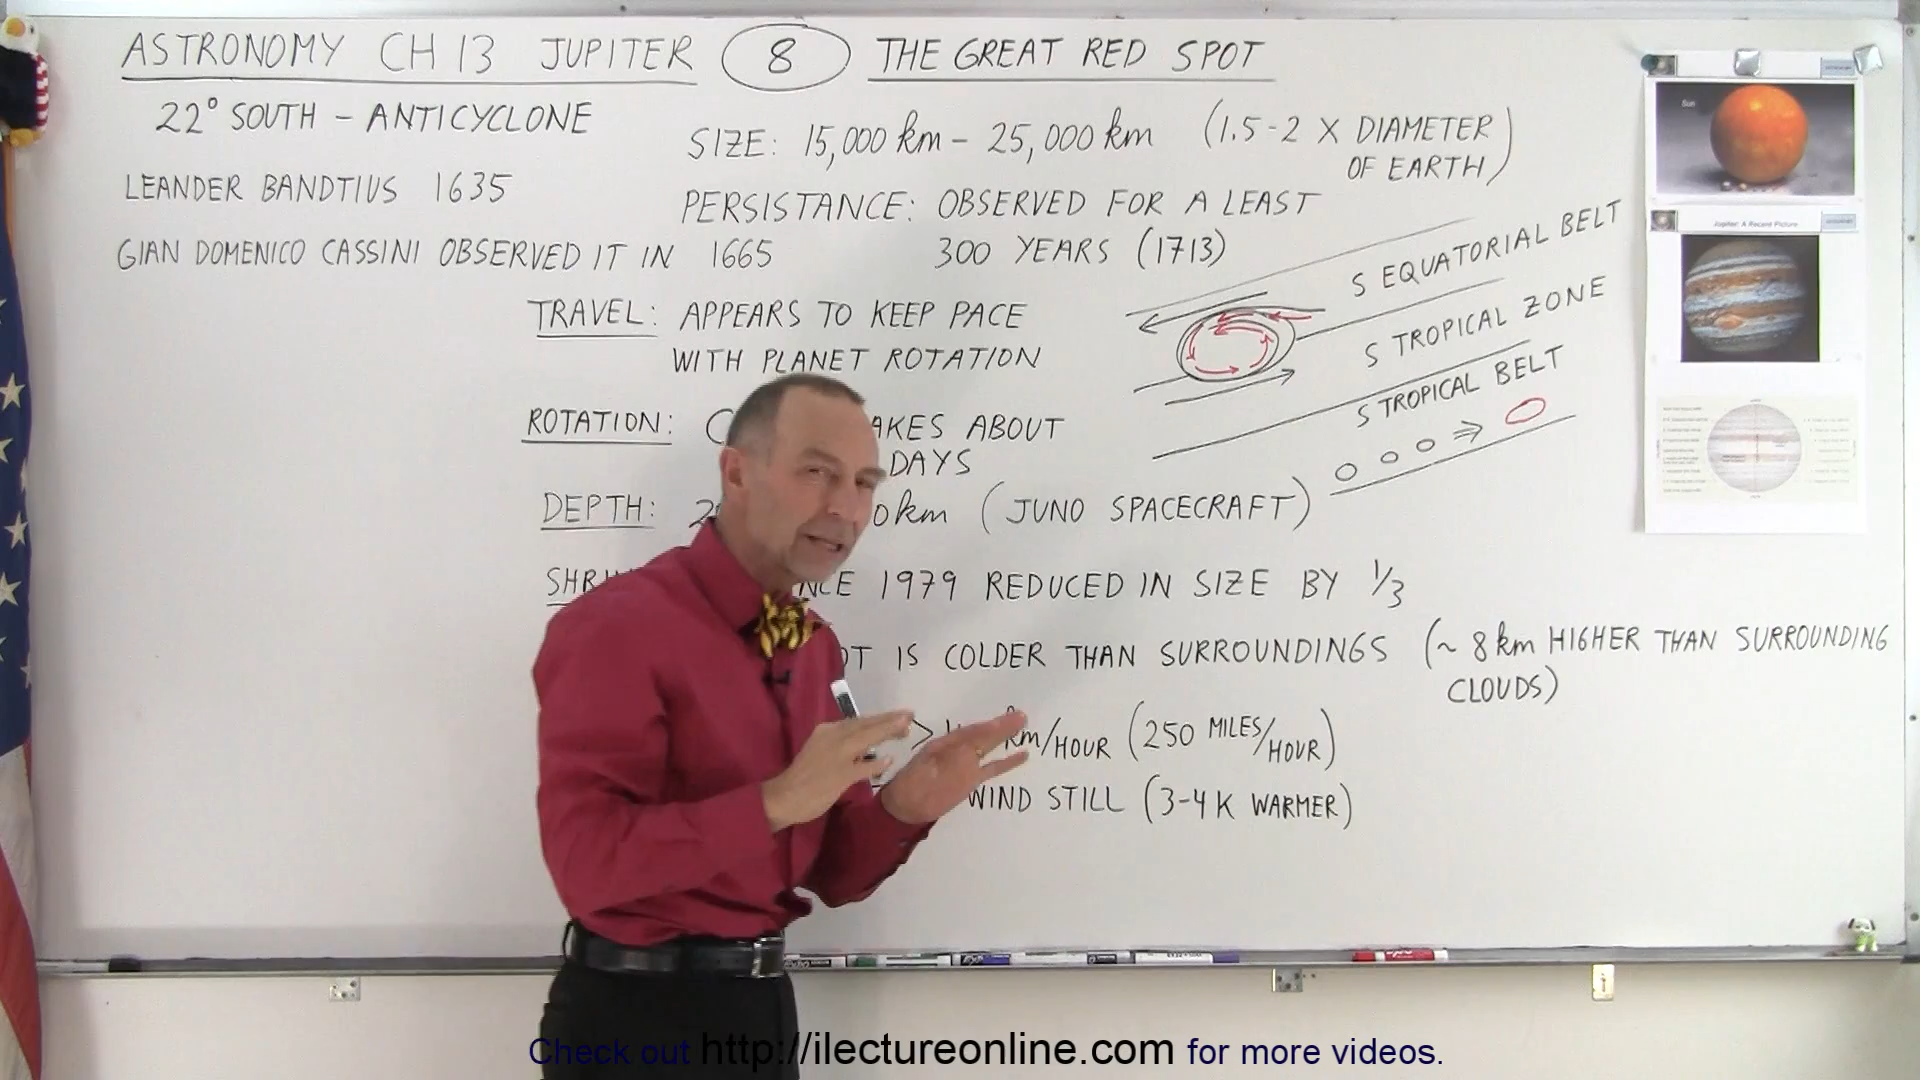 ASTRONOMY CH 13 JUPITER 8 THE GREAT RED SPOT
22° SOUTH - ANTICYCLONE
LEANDER BANDTIUS 1635
GIAN DOMENICO CASSINI OBSERVED IT IN 1665
SIZE: 15,000 km - 25,000 km (1.5-2 X DIAMETER
OF EARTH)
PERSISTANCE: OBSERVED FOR A LEAST
300 YEARS (1713)
TRAVEL: APPEARS TO KEEP PACE
WITH PLANET ROTATION
S EQUATORIAL BELT
S TROPICAL ZONE
S TROPICAL BELT
ROTATION: AKES ABOUT
DAYS
DEPTH: 0km (JUNO SPACECRAFT)
1979 REDUCED IN SIZE BY 1/3
IS COLDER THAN SURROUNDINGS (~ 8 km HIGHER THAN SURROUNDING
CLOUDS)
> km/HOUR (250 MILES/HOUR)
WIND STILL (3-4 K WARMER)
Sun
Jupiter: A Recent Picture
Check out http://ilectureonline.com for more videos.